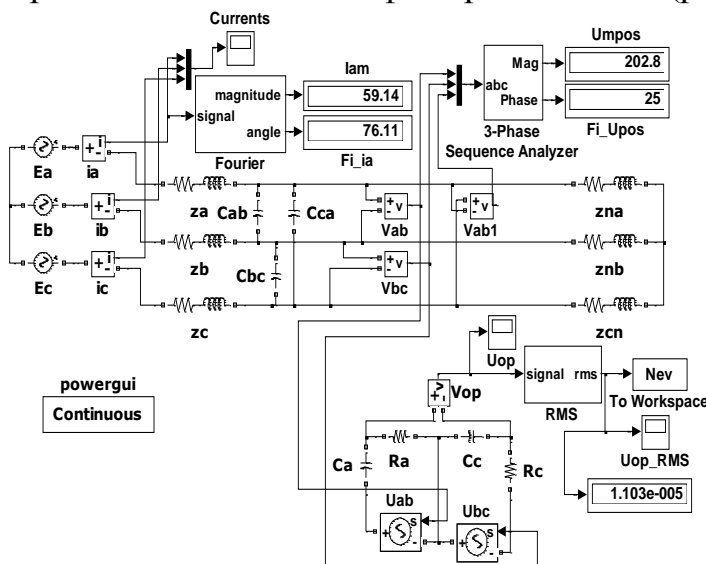 Currents
Iam
magnitude
59.14
signal
angle
76.11
Fourier
Fi_ia
Umpos
Mag
202.8
abc
Phase
25
3-Phase
Sequence Analyzer
Fi_Upos
Ea
+ i -
ia
za
Cab
Cca
+ v -
Vab
+ v -
Vab1
zna
Eb
+ i -
ib
zb
Cbc
znb
Ec
+ i -
ic
zc
+ v -
Vbc
zcn
powergui
Continuous
Uop
+ v -
Vop
signal rms
RMS
Nev
To Workspace
Uop_RMS
1.103e-005
Ca
Ra
Cc
Rc
Uab
+ s -
Ubc
+ s -